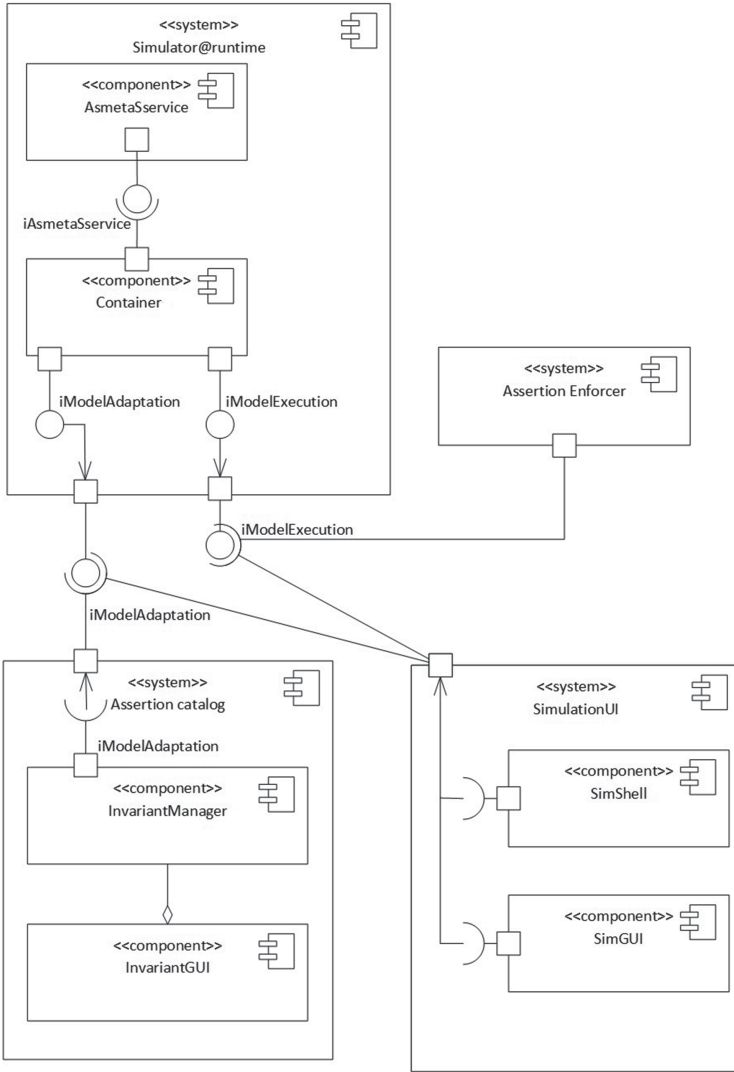 <<system>>
Simulator@runtime
<<component>>
AsmetaSservice
iAsmetaSservice
<<component>>
Container
iModelAdaptation
iModelExecution
<<system>>
Assertion Enforcer
iModelExecution
iModelAdaptation
<<system>>
Assertion catalog
iModelAdaptation
<<component>>
InvariantManager
<<component>>
InvariantGUI
<<system>>
SimulationUI
<<component>>
SimShell
<<component>>
SimGUI